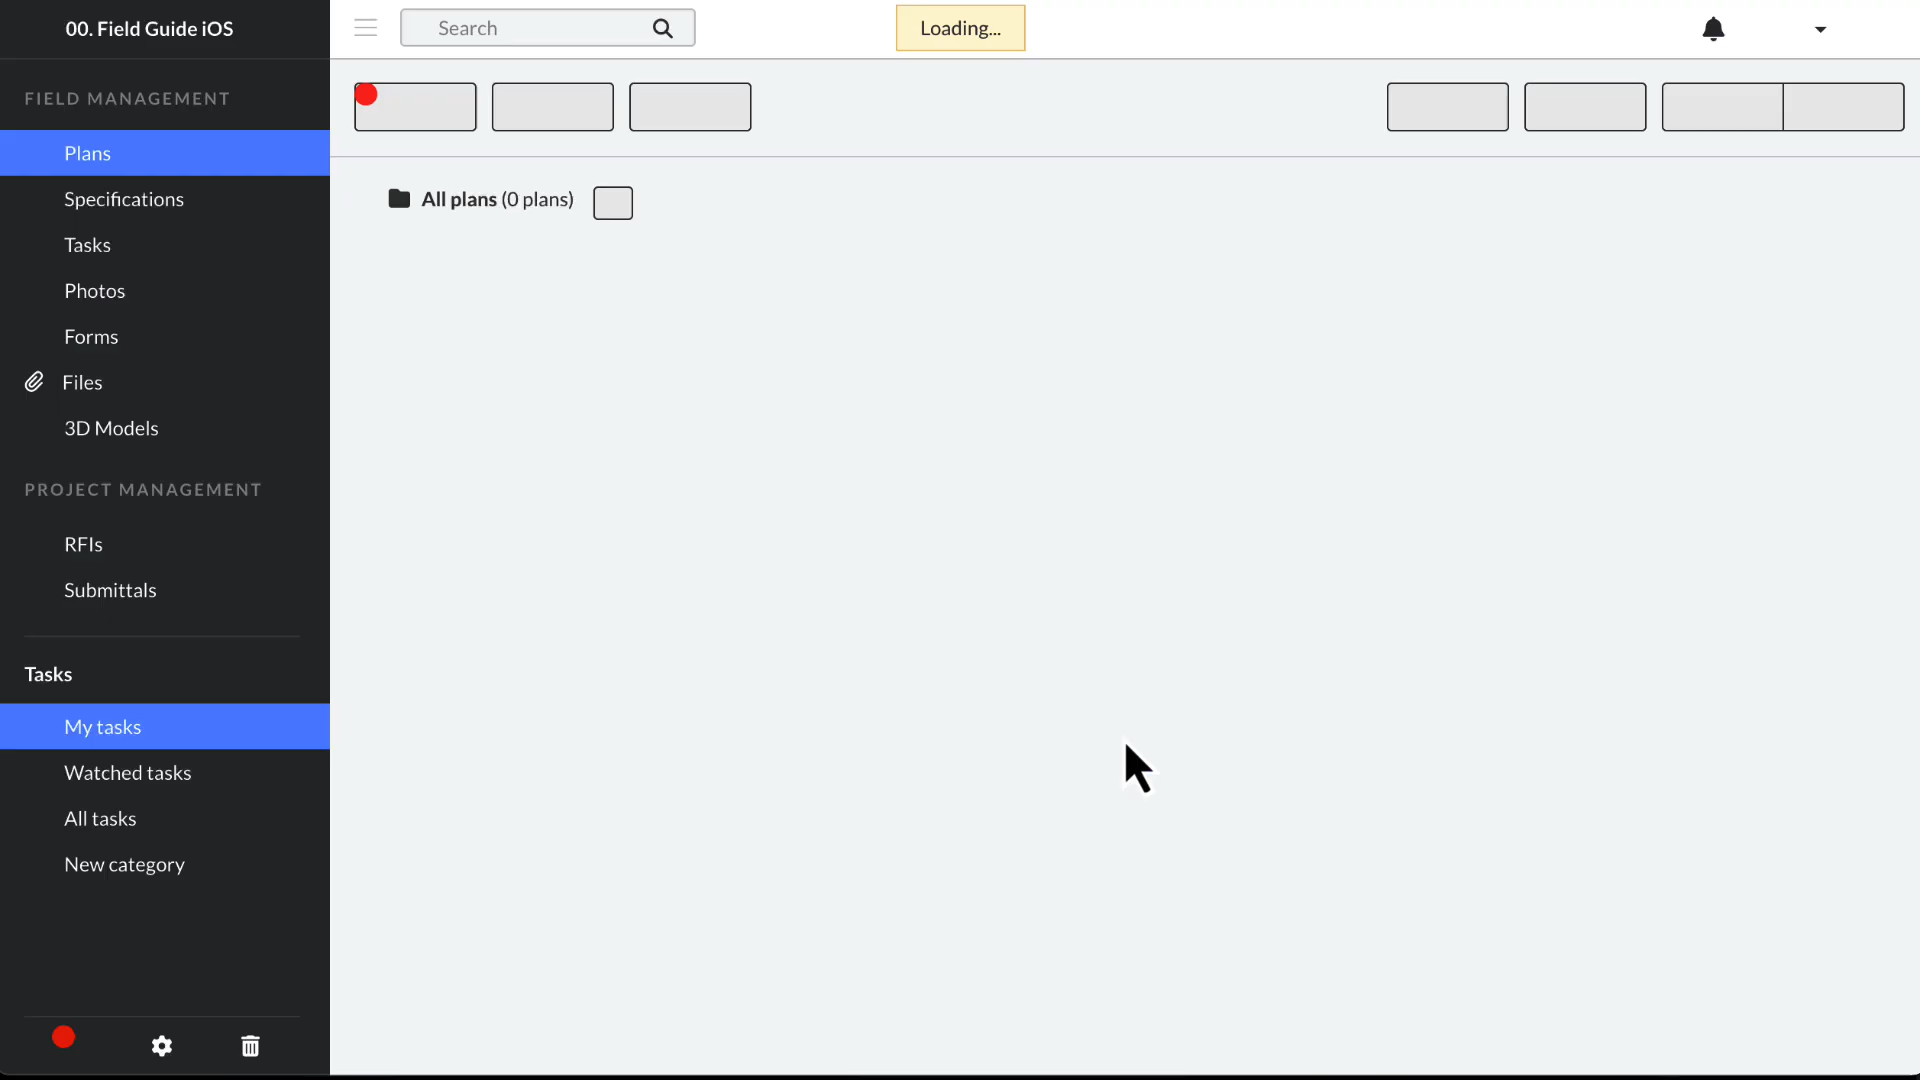 00. Field Guide iOS
Search
Loading...
FIELD MANAGEMENT
Plans
Specifications
Tasks
Photos
Forms
Files
3D Models
PROJECT MANAGEMENT
RFIs
Submittals
Tasks
My tasks
Watched tasks
All tasks
New category
All plans (0 plans)